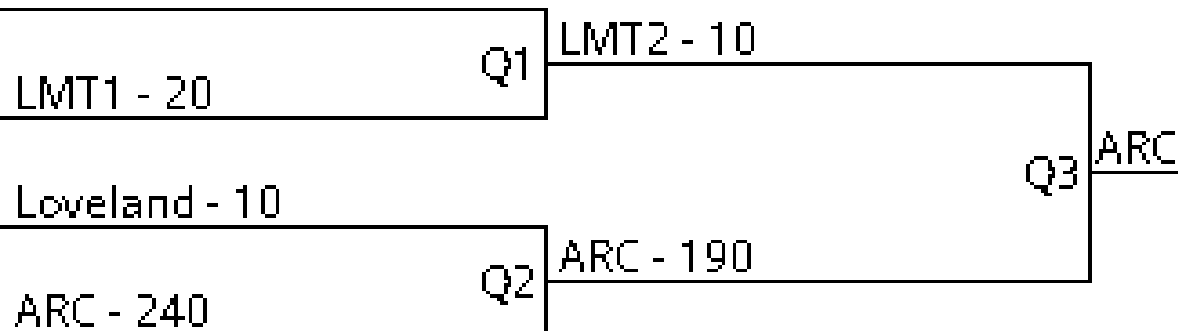 LMT2 - 10
Q1
LMT1 - 20
ARC
Q3
Loveland - 10
ARC - 190
Q2
ARC - 240